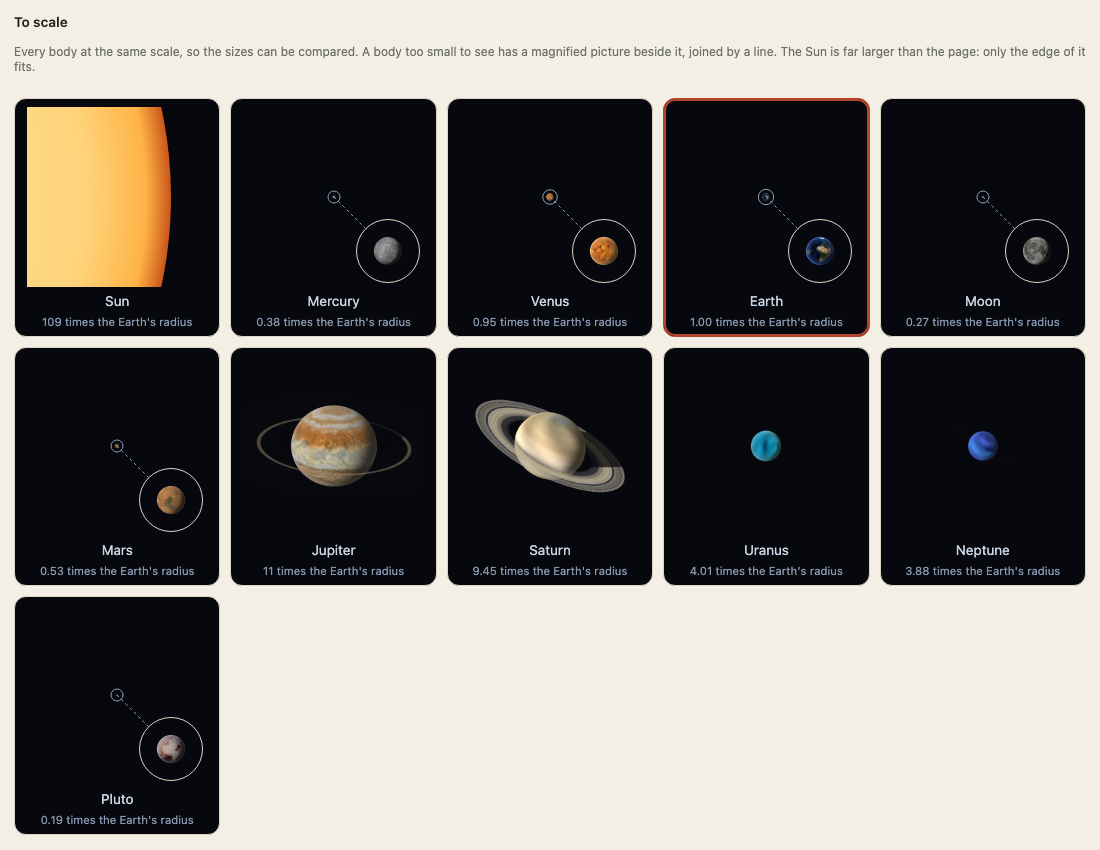 To scale
Every body at the same scale, so the sizes can be compared. A body too small to see has a magnified picture beside it, joined by a line. The Sun is far larger than the page: only the edge of it
fits.
Sun
109 times the Earth's radius
Mercury
0.38 times the Earth's radius
Venus
0.95 times the Earth's radius
Earth
1.00 times the Earth's radius
Moon
0.27 times the Earth's radius
Mars
0.53 times the Earth's radius
Jupiter
11 times the Earth's radius
Saturn
9.45 times the Earth's radius
Uranus
4.01 times the Earth's radius
Neptune
3.88 times the Earth's radius
Pluto
0.19 times the Earth's radius